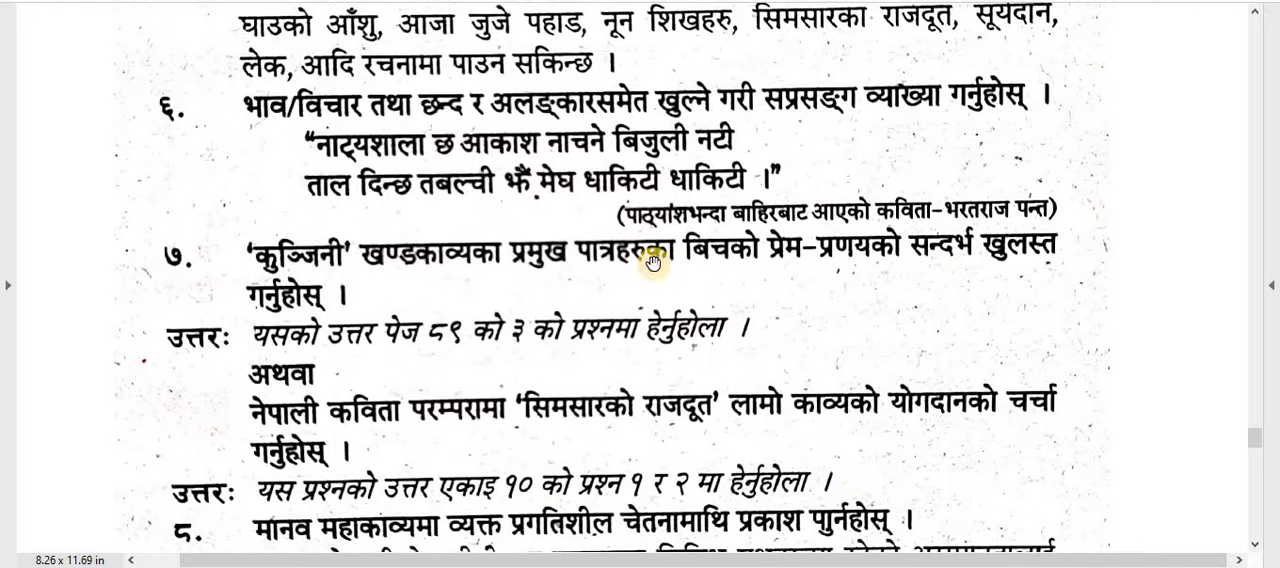 घाउको आँशु, आजा जुजे पहाड, नून शिखहरु, सिमसारका राजदूत, सूर्यदान,
लेक, आदि रचनामा पाउन सकिन्छ ।
६. भाव/विचार तथा छन्द र अलङ्कारसमेत खुल्ने गरी सप्रसङ्ग व्याख्या गर्नुहोस् ।
“नाट्यशाला छ आकाश नाचने बिजुली नटी
ताल दिन्छ तबल्ची झैँ मेघ धाकिटी धाकिटी ।”
(पाठ्यांशभन्दा बाहिरबाट आएको कविता-भरतराज पन्त)
७. ‘कुञ्जिनी’ खण्डकाव्यका प्रमुख पात्रहरुका बिचको प्रेम-प्रणयको सन्दर्भ खुलस्त
गर्नुहोस् ।
उत्तरः यसको उत्तर पेज ८९ को ३ को प्रश्नमा हेर्नुहोला ।
अथवा
नेपाली कविता परम्परामा ‘सिमसारको राजदूत’ लामो काव्यको योगदानको चर्चा
गर्नुहोस् ।
उत्तरः यस प्रश्नको उत्तर एकाइ १० को प्रश्न १ र २ मा हेर्नुहोला ।
८. मानव महाकाव्यमा व्यक्त प्रगतिशील चेतनामाथि प्रकाश पाुर्नहोस् ।
8.26 x 11.69 in